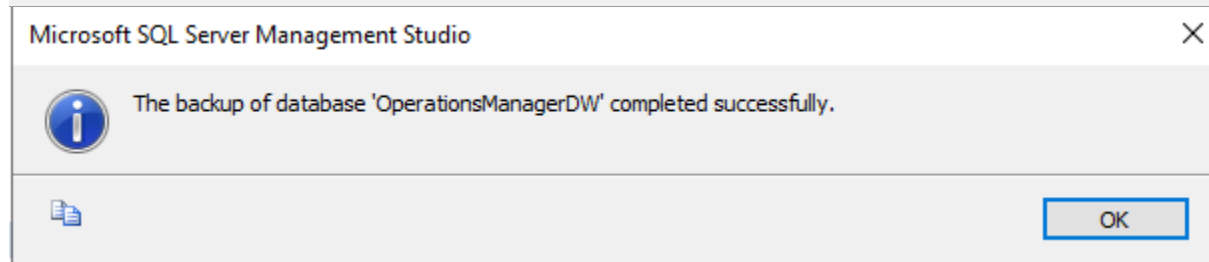 Microsoft SQL Server Management Studio
The backup of database 'OperationsManagerDW' completed successfully.
OK